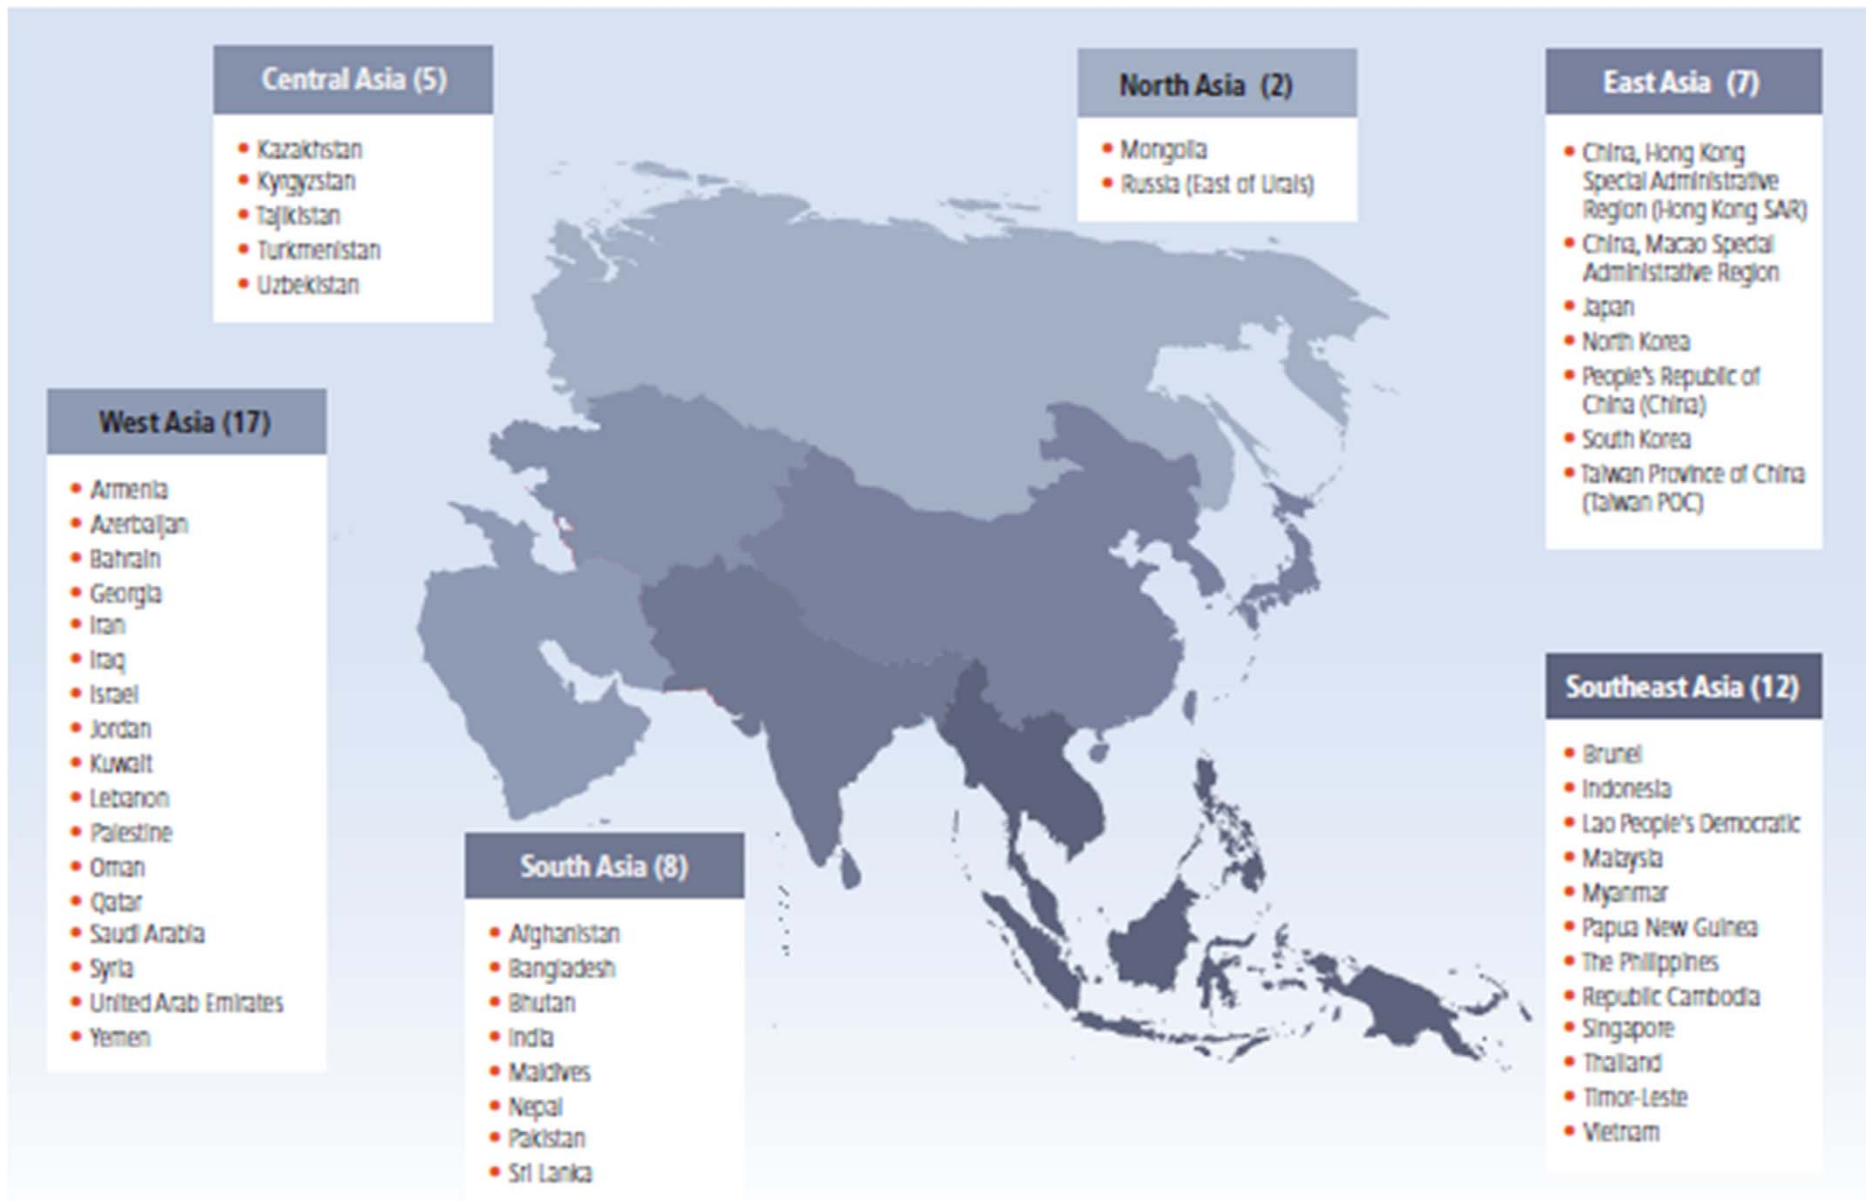 Central Asia (5)
• Kazakhstan
• Kyrgyzstan
• Tajikistan
• Turkmenistan
• Uzbekistan
North Asia (2)
• Mongolia
• Russia (East of Urals)
East Asia (7)
• China, Hong Kong
Special Administrative
Region (Hong Kong SAR)
• China, Macao Special
Administrative Region
• Japan
• North Korea
• People's Republic of
China (China)
• South Korea
• Taiwan Province of China
(Taiwan POC)
West Asia (17)
• Armenia
• Azerbaijan
• Bahrain
• Georgia
• Iran
• Iraq
• Israel
• Jordan
• Kuwait
• Lebanon
• Palestine
• Oman
• Qatar
• Saudi Arabia
• Syria
• United Arab Emirates
• Yemen
South Asia (8)
• Afghanistan
• Bangladesh
• Bhutan
• India
• Maldives
• Nepal
• Pakistan
• Sri Lanka
Southeast Asia (12)
• Brunei
• Indonesia
• Lao People's Democratic
• Malaysia
• Myanmar
• Papua New Guinea
• The Philippines
• Republic Cambodia
• Singapore
• Thailand
• Timor-Leste
• Vietnam